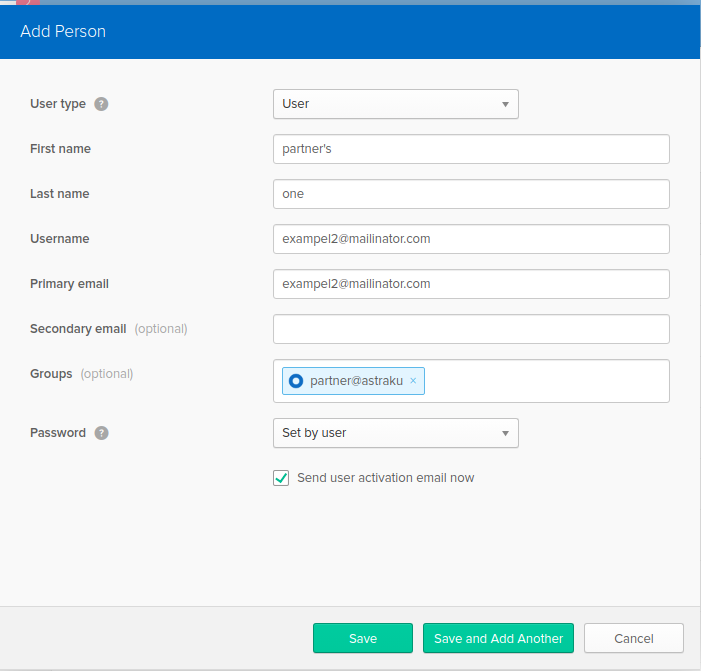 Add Person
User type ? User
First name partner's
Last name one
Username exampel2@mailinator.com
Primary email exampel2@mailinator.com
Secondary email (optional)
Groups (optional) partner@astraku ×
Password ? Set by user
Send user activation email now
Save Save and Add Another Cancel